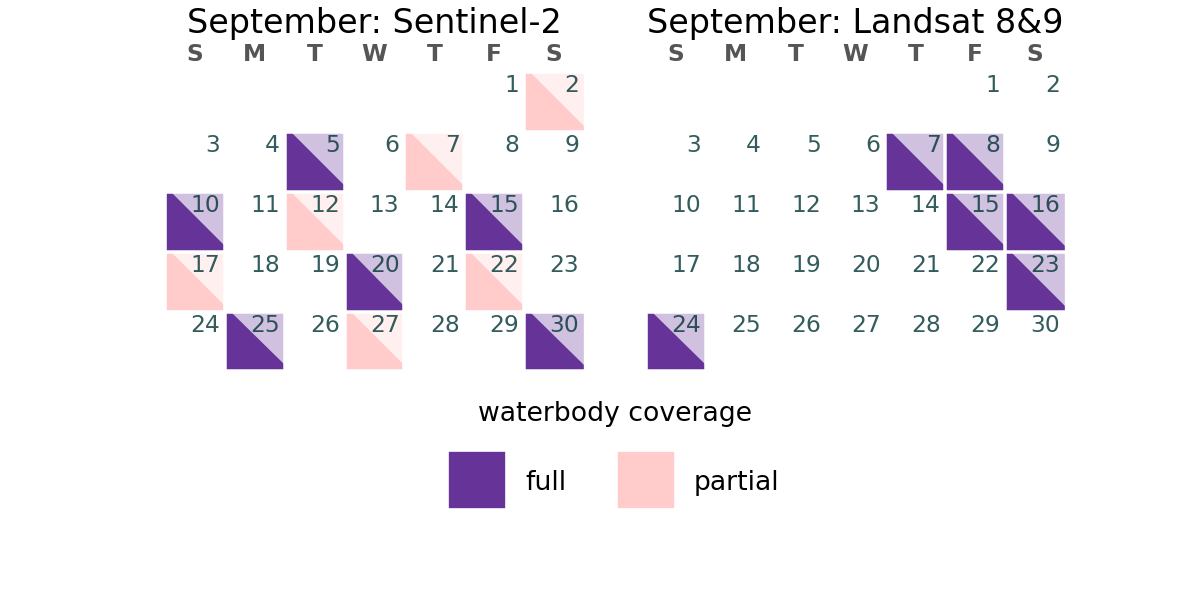 September: Sentinel-2
S M T W T F S
1 2
3 4 5 6 7 8 9
10 11 12 13 14 15 16
17 18 19 20 21 22 23
24 25 26 27 28 29 30
September: Landsat 8&9
S M T W T F S
1 2
3 4 5 6 7 8 9
10 11 12 13 14 15 16
17 18 19 20 21 22 23
24 25 26 27 28 29 30
waterbody coverage
full partial